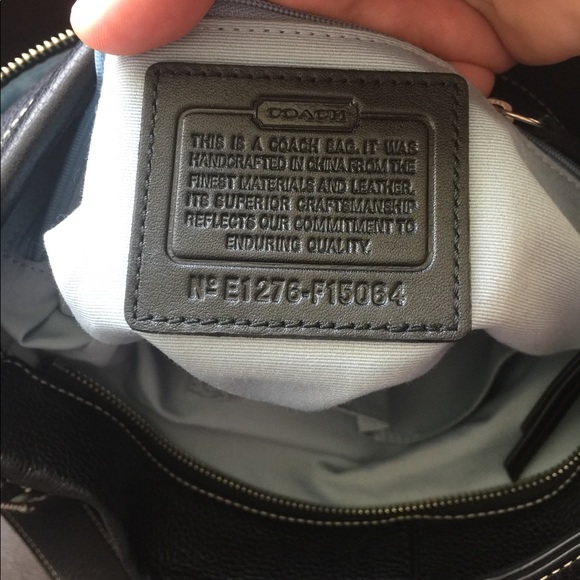 COACH
THIS IS A COACH BAG. IT WAS
HANDCRAFTED IN CHINA FROM THE
FINEST MATERIALS AND LEATHER.
ITS SUPERIOR CRAFTSMANSHIP
REFLECTS OUR COMMITMENT TO
ENDURING QUALITY.
Nº E1276-F15064